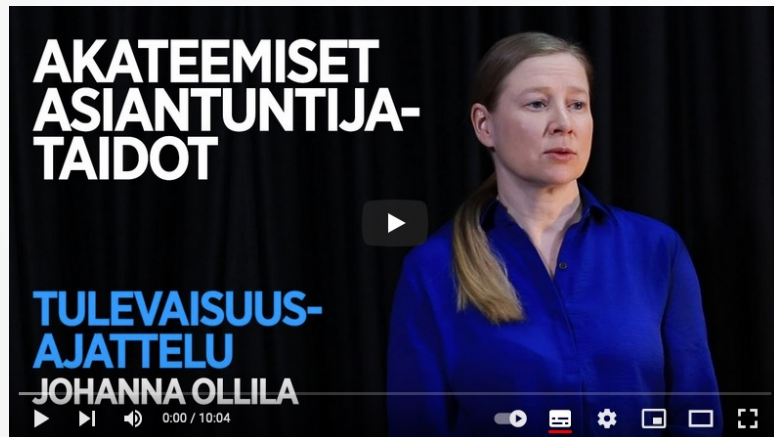 AKATEEMISET
ASIANTUNTIJA-
TAIDOT
TULEVAISUUS-
AJATTELU
JOHANNA OLLILA
0:00 / 10:04